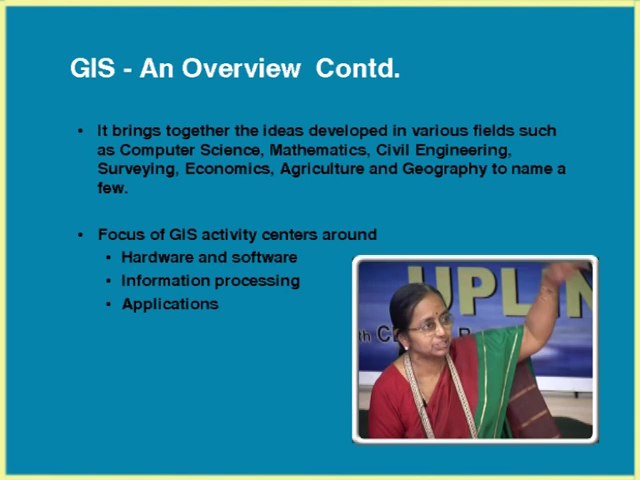 GIS - An Overview  Contd.
• It brings together the ideas developed in various fields such
as Computer Science, Mathematics, Civil Engineering,
Surveying, Economics, Agriculture and Geography to name a
few.
• Focus of GIS activity centers around
• Hardware and software
• Information processing
• Applications
UPLIN